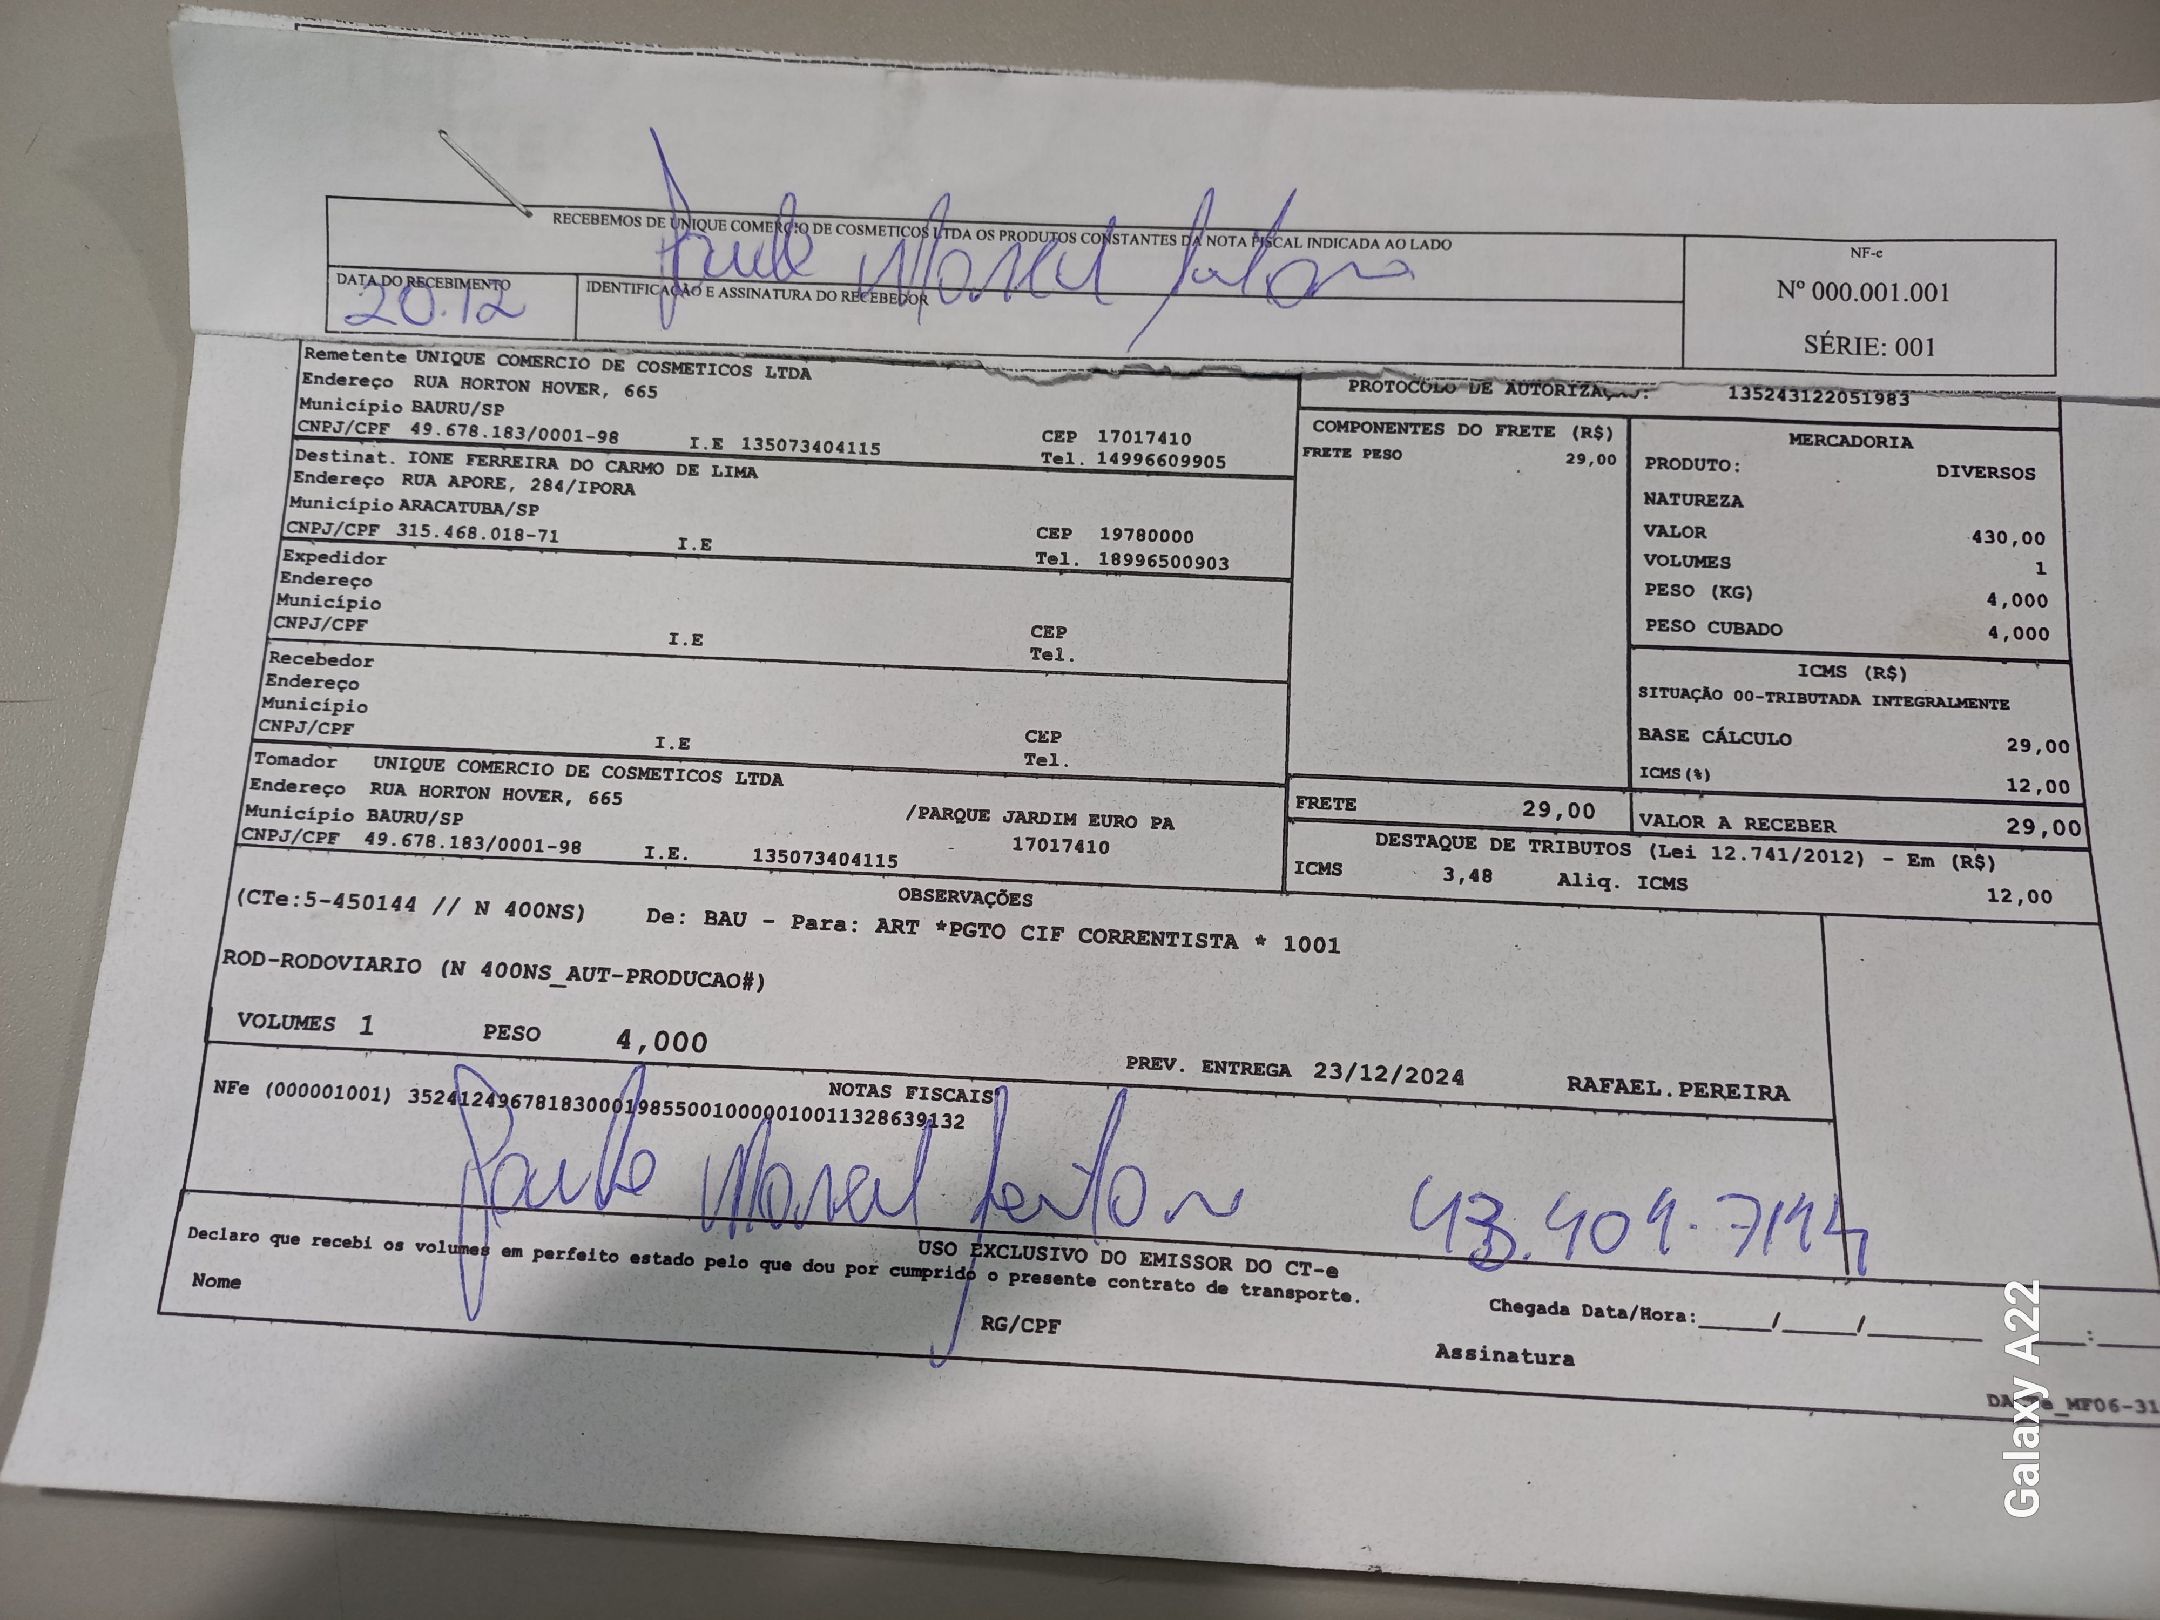 RECEBEMOS DE UNIQUE COMERCIO DE COSMETICOS LTDA OS PRODUTOS CONSTANTES DA NOTA FISCAL INDICADA AO LADO
DATA DO RECEBIMENTO
20.12
IDENTIFICAÇÃO E ASSINATURA DO RECEBEDOR
NF-e
Nº 000.001.001
SÉRIE: 001
Remetente UNIQUE COMERCIO DE COSMETICOS LTDA
Endereço RUA HORTON HOVER, 665
Município BAURU/SP
CNPJ/CPF 49.678.183/0001-98 I.E 135073404115
CEP 17017410
Tel. 14996609905
Destinat. IONE FERREIRA DO CARMO DE LIMA
Endereço RUA APORE, 284/IPORA
Município ARACATUBA/SP
CNPJ/CPF 315.468.018-71 I.E
CEP 19780000
Tel. 18996500903
Expedidor
Endereço
Município
CNPJ/CPF I.E CEP
Tel.
Recebedor
Endereço
Município
CNPJ/CPF I.E CEP
Tel.
Tomador UNIQUE COMERCIO DE COSMETICOS LTDA
Endereço RUA HORTON HOVER, 665 /PARQUE JARDIM EURO PA
Município BAURU/SP 17017410
CNPJ/CPF 49.678.183/0001-98 I.E. 135073404115
PROTOCOLO DE AUTORIZAÇÃO: 135243122051983
COMPONENTES DO FRETE (R$)
FRETE PESO 29,00
MERCADORIA
PRODUTO: DIVERSOS
NATUREZA
VALOR 430,00
VOLUMES 1
PESO (KG) 4,000
PESO CUBADO 4,000
ICMS (R$)
SITUAÇÃO 00-TRIBUTADA INTEGRALMENTE
BASE CÁLCULO 29,00
ICMS(%) 12,00
FRETE 29,00
VALOR A RECEBER 29,00
DESTAQUE DE TRIBUTOS (Lei 12.741/2012) - Em (R$)
ICMS 3,48 Aliq. ICMS 12,00
OBSERVAÇÕES
(CTe:5-450144 // N 400NS) De: BAU - Para: ART *PGTO CIF CORRENTISTA * 1001
ROD-RODOVIARIO (N 400NS_AUT-PRODUCAO#)
VOLUMES 1 PESO 4,000
PREV. ENTREGA 23/12/2024 RAFAEL.PEREIRA
NOTAS FISCAIS
NFe (000001001) 35241249678183000198550010000010011328639132
USO EXCLUSIVO DO EMISSOR DO CT-e
Declaro que recebi os volumes em perfeito estado pelo que dou por cumprido o presente contrato de transporte.
Nome
RG/CPF
Chegada Data/Hora:_____/_____/________ ____:____
Assinatura
Galaxy A22